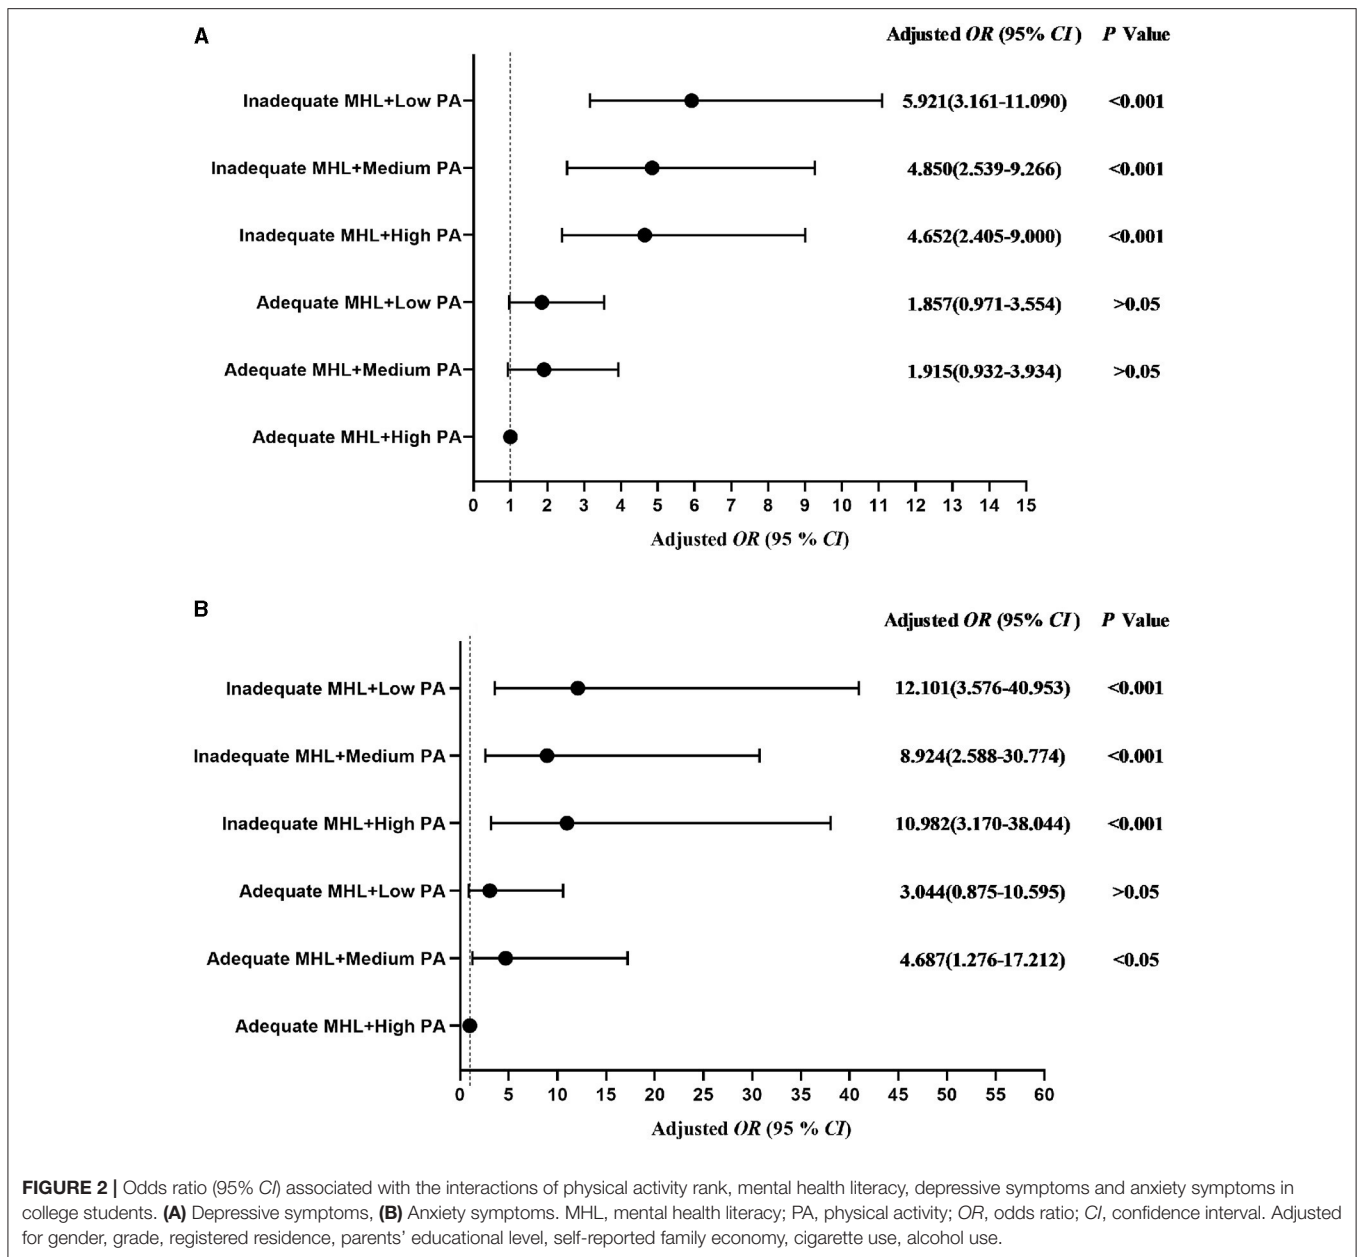 A
Adjusted OR (95% CI) P Value
Inadequate MHL+Low PA 5.921(3.161-11.090) <0.001
Inadequate MHL+Medium PA 4.850(2.539-9.266) <0.001
Inadequate MHL+High PA 4.652(2.405-9.000) <0.001
Adequate MHL+Low PA 1.857(0.971-3.554) >0.05
Adequate MHL+Medium PA 1.915(0.932-3.934) >0.05
Adequate MHL+High PA
0 1 2 3 4 5 6 7 8 9 10 11 12 13 14 15
Adjusted OR (95 % CI)
B
Adjusted OR (95% CI) P Value
Inadequate MHL+Low PA 12.101(3.576-40.953) <0.001
Inadequate MHL+Medium PA 8.924(2.588-30.774) <0.001
Inadequate MHL+High PA 10.982(3.170-38.044) <0.001
Adequate MHL+Low PA 3.044(0.875-10.595) >0.05
Adequate MHL+Medium PA 4.687(1.276-17.212) <0.05
Adequate MHL+High PA
0 5 10 15 20 25 30 35 40 45 50 55 60
Adjusted OR (95 % CI)
FIGURE 2 | Odds ratio (95% CI) associated with the interactions of physical activity rank, mental health literacy, depressive symptoms and anxiety symptoms in
college students. (A) Depressive symptoms, (B) Anxiety symptoms. MHL, mental health literacy; PA, physical activity; OR, odds ratio; CI, confidence interval. Adjusted
for gender, grade, registered residence, parents' educational level, self-reported family economy, cigarette use, alcohol use.